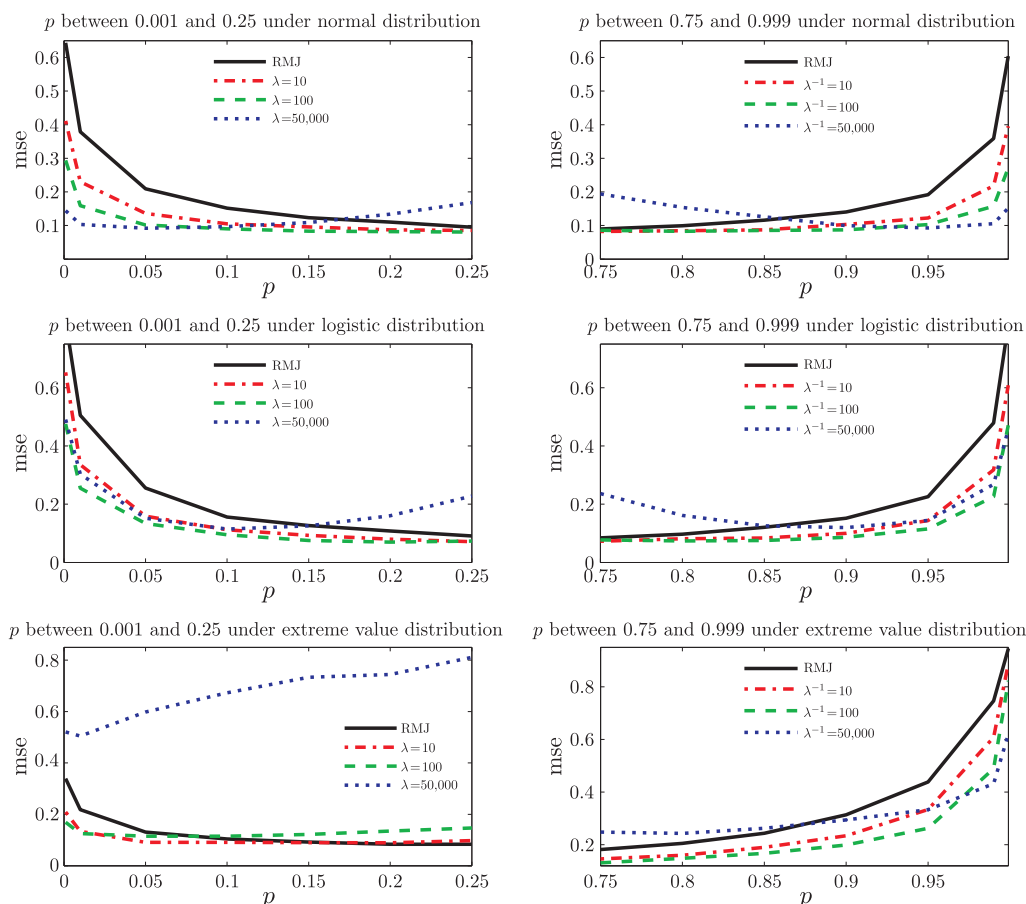 p between 0.001 and 0.25 under normal distribution
mse
0.6
0.5
0.4
0.3
0.2
0.1
RMJ
λ=10
λ=100
λ=50,000
0 0.05 0.1 0.15 0.2 0.25
p
p between 0.75 and 0.999 under normal distribution
mse
0.6
0.5
0.4
0.3
0.2
0.1
RMJ
λ⁻¹=10
λ⁻¹=100
λ⁻¹=50,000
0.75 0.8 0.85 0.9 0.95
p
p between 0.001 and 0.25 under logistic distribution
mse
0.6
0.4
0.2
0
RMJ
λ=10
λ=100
λ=50,000
0 0.05 0.1 0.15 0.2 0.25
p
p between 0.75 and 0.999 under logistic distribution
mse
0.6
0.4
0.2
0
RMJ
λ⁻¹=10
λ⁻¹=100
λ⁻¹=50,000
0.75 0.8 0.85 0.9 0.95
p
p between 0.001 and 0.25 under extreme value distribution
mse
0.8
0.6
0.4
0.2
0
RMJ
λ=10
λ=100
λ=50,000
0 0.05 0.1 0.15 0.2 0.25
p
p between 0.75 and 0.999 under extreme value distribution
mse
0.8
0.6
0.4
0.2
RMJ
λ⁻¹=10
λ⁻¹=100
λ⁻¹=50,000
0.75 0.8 0.85 0.9 0.95
p